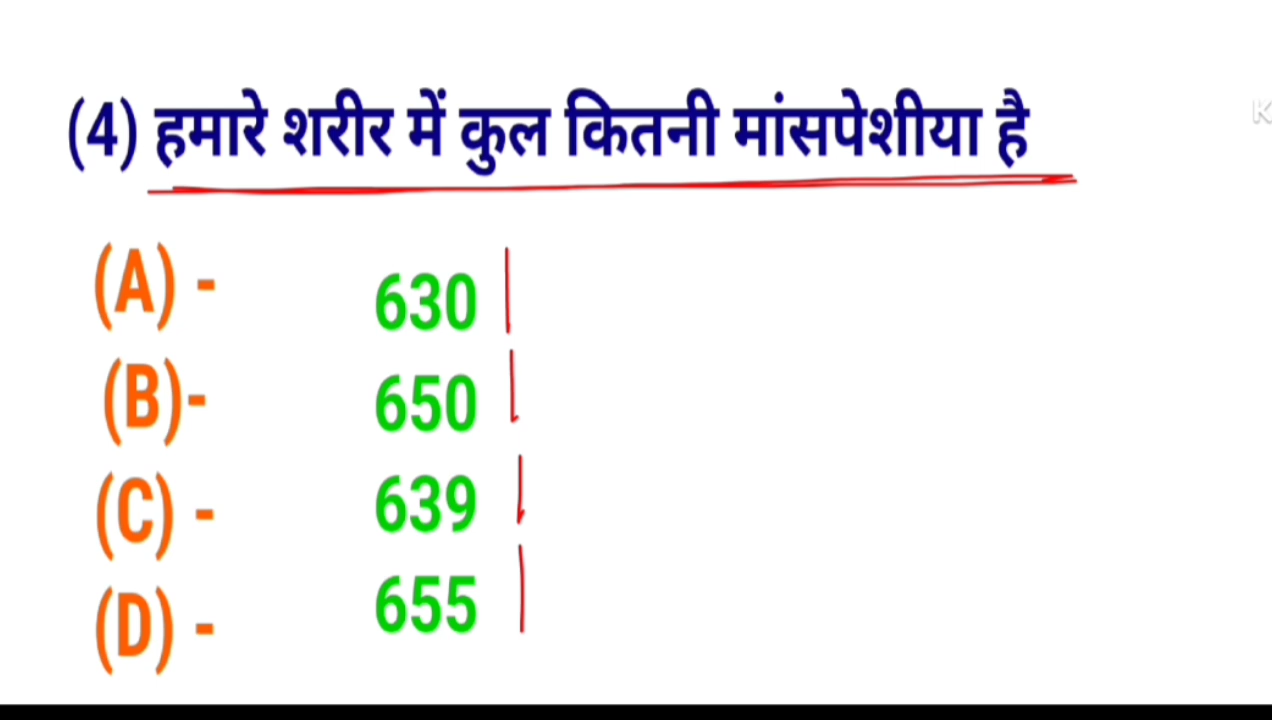 (4) हमारे शरीर में कुल कितनी मांसपेशीया है
(A) - 630
(B)- 650
(C) - 639
(D) - 655
K